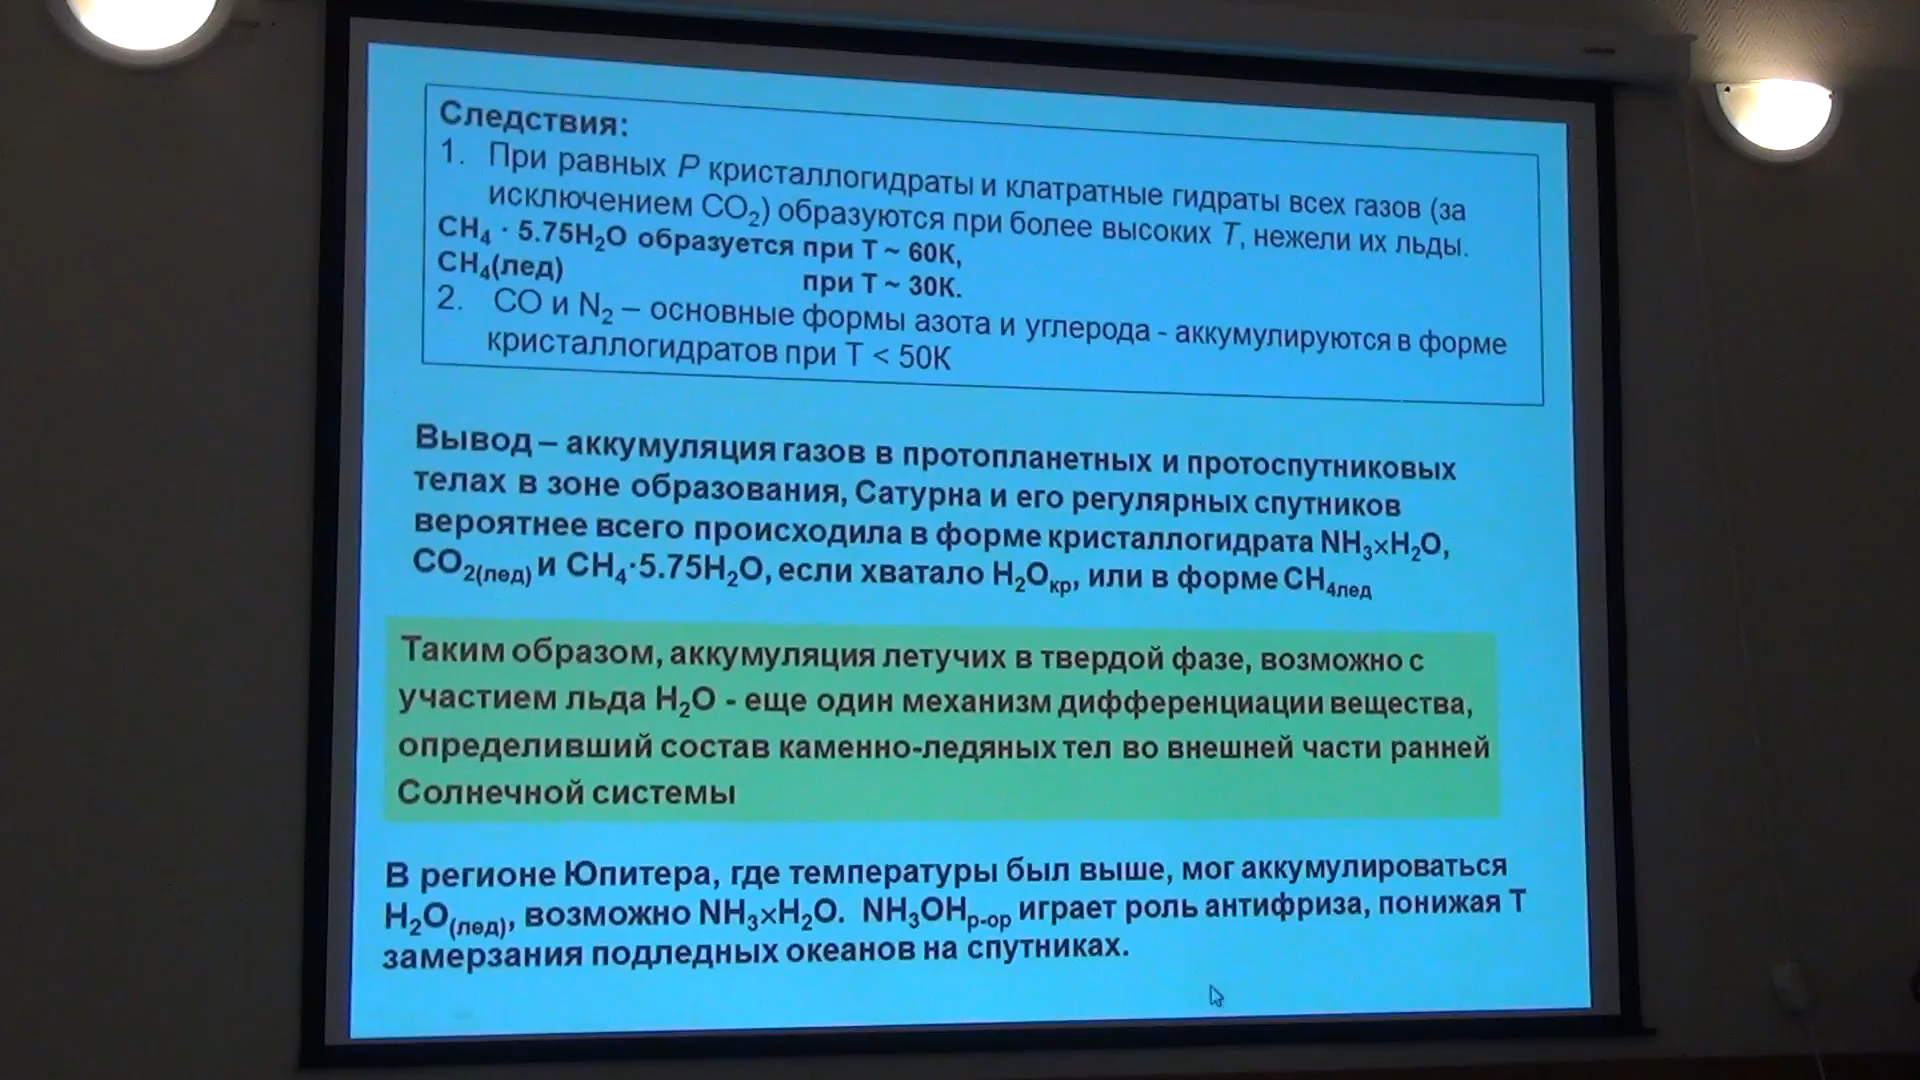 Следствия:
1. При равных P кристаллогидраты и клатратные гидраты всех газов (за
исключением CO₂) образуются при более высоких T, нежели их льды.
CH₄ · 5.75H₂O образуется при T ~ 60K,
CH₄(лед) при T ~ 30K.
2. CO и N₂ – основные формы азота и углерода - аккумулируются в форме
кристаллогидратов при T < 50K
Вывод – аккумуляция газов в протопланетных и протоспутниковых
телах в зоне образования, Сатурна и его регулярных спутников
вероятнее всего происходила в форме кристаллогидрата NH₃×H₂O,
CO₂(лед) и CH₄·5.75H₂O, если хватало H₂Oкр, или в форме CH₄лед
Таким образом, аккумуляция летучих в твердой фазе, возможно с
участием льда H₂O - еще один механизм дифференциации вещества,
определивший состав каменно-ледяных тел во внешней части ранней
Солнечной системы
В регионе Юпитера, где температуры был выше, мог аккумулироваться
H₂O(лед), возможно NH₃×H₂O. NH₃OHр-ор играет роль антифриза, понижая T
замерзания подледных океанов на спутниках.